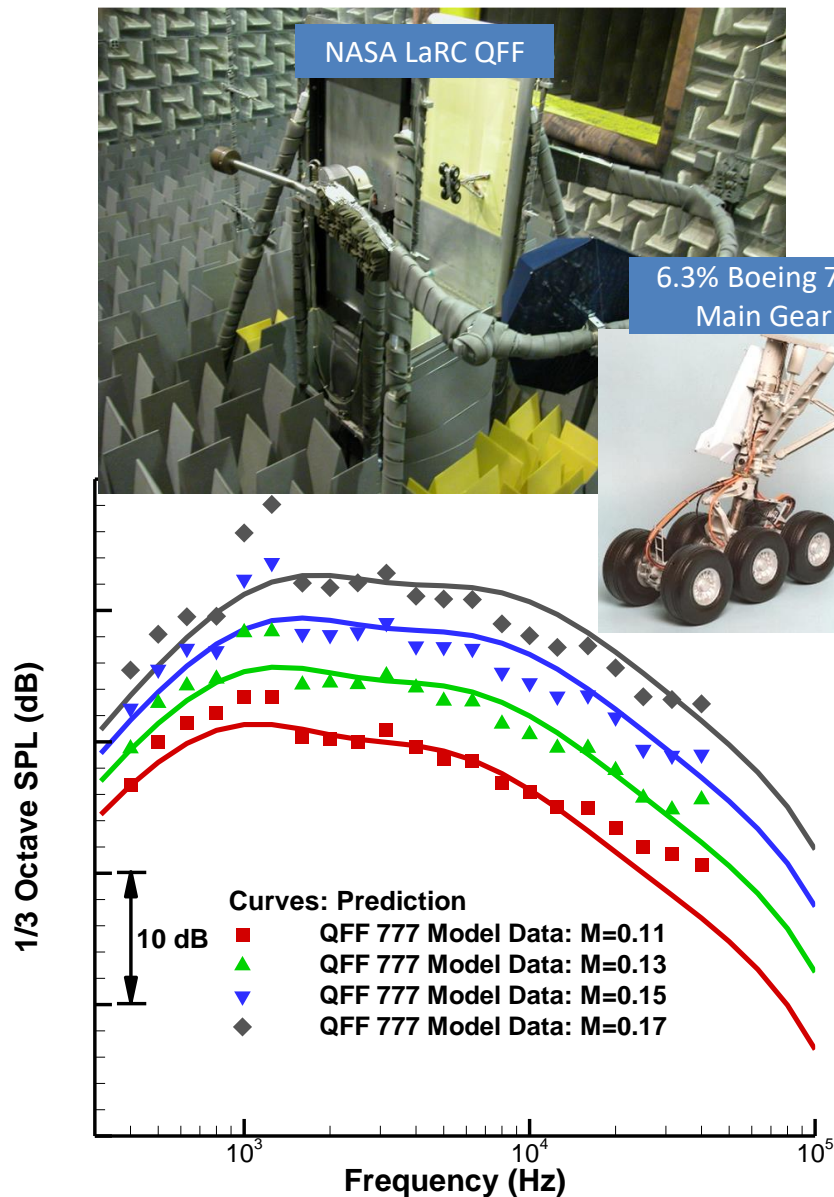 NASA LaRC QFF
6.3% Boeing 7
Main Gear
1/3 Octave SPL (dB)
10 dB
Curves: Prediction
QFF 777 Model Data: M=0.11
QFF 777 Model Data: M=0.13
QFF 777 Model Data: M=0.15
QFF 777 Model Data: M=0.17
10³ 10⁴ 10⁵
Frequency (Hz)